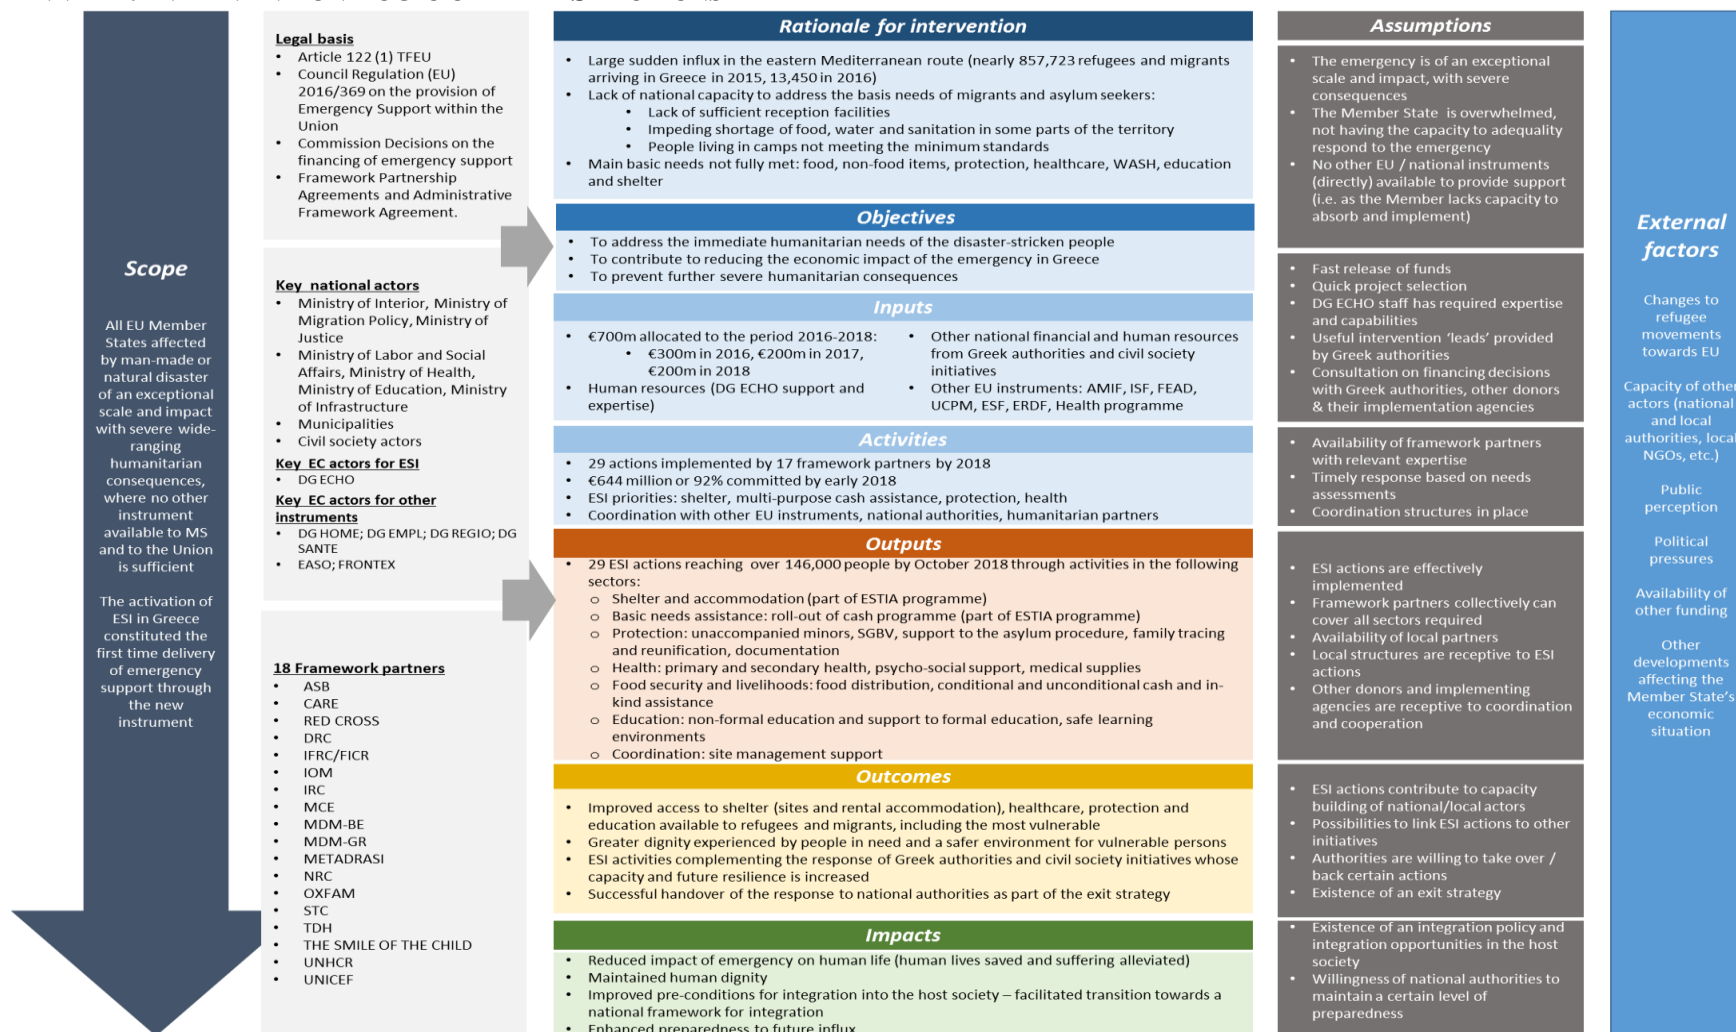 Scope
All EU Member
States affected
by man-made or
natural disaster
of an exceptional
scale and impact
with severe wide-
ranging
humanitarian
consequences,
where no other
instrument
available to MS
and to the Union
is sufficient
The activation of
ESI in Greece
constituted the
first time delivery
of emergency
support through
the new
instrument
Legal basis
• Article 122 (1) TFEU
• Council Regulation (EU)
2016/369 on the provision of
Emergency Support within the
Union
• Commission Decisions on the
financing of emergency support
• Framework Partnership
Agreements and Administrative
Framework Agreement.
Key national actors
• Ministry of Interior, Ministry of
Migration Policy, Ministry of
Justice
• Ministry of Labor and Social
Affairs, Ministry of Health,
Ministry of Education, Ministry
of Infrastructure
• Municipalities
• Civil society actors
Key EC actors for ESI
• DG ECHO
Key EC actors for other
instruments
• DG HOME; DG EMPL; DG REGIO; DG
SANTE
• EASO; FRONTEX
18 Framework partners
• ASB
• CARE
• RED CROSS
• DRC
• IFRC/FICR
• IOM
• IRC
• MCE
• MDM-BE
• MDM-GR
• METADRASI
• NRC
• OXFAM
• STC
• TDH
• THE SMILE OF THE CHILD
• UNHCR
• UNICEF
Rationale for intervention
• Large sudden influx in the eastern Mediterranean route (nearly 857,723 refugees and migrants
arriving in Greece in 2015, 13,450 in 2016)
• Lack of national capacity to address the basis needs of migrants and asylum seekers:
• Lack of sufficient reception facilities
• Impeding shortage of food, water and sanitation in some parts of the territory
• People living in camps not meeting the minimum standards
• Main basic needs not fully met: food, non-food items, protection, healthcare, WASH, education
and shelter
Objectives
• To address the immediate humanitarian needs of the disaster-stricken people
• To contribute to reducing the economic impact of the emergency in Greece
• To prevent further severe humanitarian consequences
Inputs
• €700m allocated to the period 2016-2018:
• €300m in 2016, €200m in 2017,
€200m in 2018
• Human resources (DG ECHO support and
expertise)
• Other national financial and human resources
from Greek authorities and civil society
initiatives
• Other EU instruments: AMIF, ISF, FEAD,
UCPM, ESF, ERDF, Health programme
Activities
• 29 actions implemented by 17 framework partners by 2018
• €644 million or 92% committed by early 2018
• ESI priorities: shelter, multi-purpose cash assistance, protection, health
• Coordination with other EU instruments, national authorities, humanitarian partners
Outputs
• 29 ESI actions reaching over 146,000 people by October 2018 through activities in the following
sectors:
o Shelter and accommodation (part of ESTIA programme)
o Basic needs assistance: roll-out of cash programme (part of ESTIA programme)
o Protection: unaccompanied minors, SGBV, support to the asylum procedure, family tracing
and reunification, documentation
o Health: primary and secondary health, psycho-social support, medical supplies
o Food security and livelihoods: food distribution, conditional and unconditional cash and in-
kind assistance
o Education: non-formal education and support to formal education, safe learning
environments
o Coordination: site management support
Outcomes
• Improved access to shelter (sites and rental accommodation), healthcare, protection and
education available to refugees and migrants, including the most vulnerable
• Greater dignity experienced by people in need and a safer environment for vulnerable persons
• ESI activities complementing the response of Greek authorities and civil society initiatives whose
capacity and future resilience is increased
• Successful handover of the response to national authorities as part of the exit strategy
Impacts
• Reduced impact of emergency on human life (human lives saved and suffering alleviated)
• Maintained human dignity
• Improved pre-conditions for integration into the host society – facilitated transition towards a
national framework for integration
• Enhanced preparedness to future influx
Assumptions
• The emergency is of an exceptional
scale and impact, with severe
consequences
• The Member State is overwhelmed,
not having the capacity to adequality
respond to the emergency
• No other EU / national instruments
(directly) available to provide support
(i.e. as the Member lacks capacity to
absorb and implement)
• Fast release of funds
• Quick project selection
• DG ECHO staff has required expertise
and capabilities
• Useful intervention ‘leads’ provided
by Greek authorities
• Consultation on financing decisions
with Greek authorities, other donors
& their implementation agencies
• Availability of framework partners
with relevant expertise
• Timely response based on needs
assessments
• Coordination structures in place
• ESI actions are effectively
implemented
• Framework partners collectively can
cover all sectors required
• Availability of local partners
• Local structures are receptive to ESI
actions
• Other donors and implementing
agencies are receptive to coordination
and cooperation
• ESI actions contribute to capacity
building of national/local actors
• Possibilities to link ESI actions to other
initiatives
• Authorities are willing to take over /
back certain actions
• Existence of an exit strategy
• Existence of an integration policy and
integration opportunities in the host
society
• Willingness of national authorities to
maintain a certain level of
preparedness
External
factors
Changes to
refugee
movements
towards EU
Capacity of other
actors (national
and local
authorities, local
NGOs, etc.)
Public
perception
Political
pressures
Availability of
other funding
Other
developments
affecting the
Member State’s
economic
situation